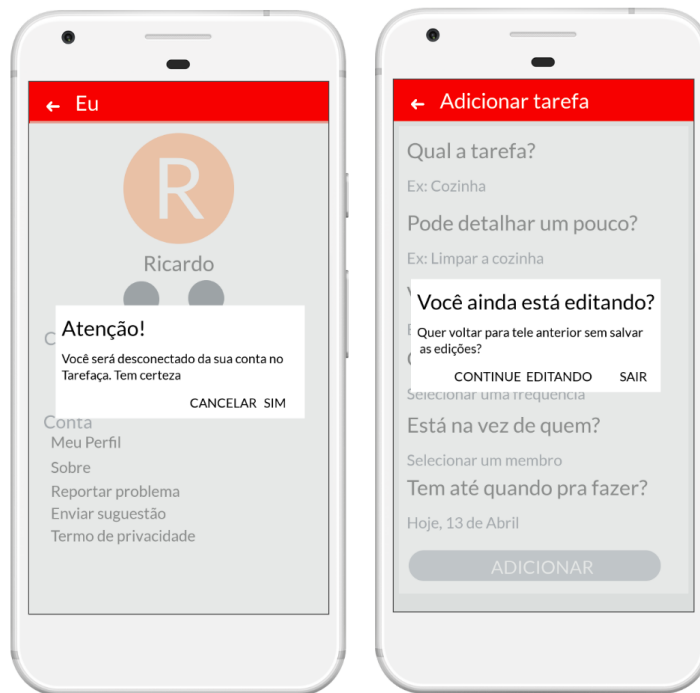 ← Eu
R
Ricardo
C
Atenção!
Você será desconectado da sua conta no
Tarefaça. Tem certeza
CANCELAR SIM
Conta
Meu Perfil
Sobre
Reportar problema
Enviar suguestão
Termo de privacidade
← Adicionar tarefa
Qual a tarefa?
Ex: Cozinha
Pode detalhar um pouco?
Ex: Limpar a cozinha
Você ainda está editando?
Quer voltar para tele anterior sem salvar
as edições?
CONTINUE EDITANDO SAIR
Selecionar uma frequência
Está na vez de quem?
Selecionar um membro
Tem até quando pra fazer?
Hoje, 13 de Abril
ADICIONAR